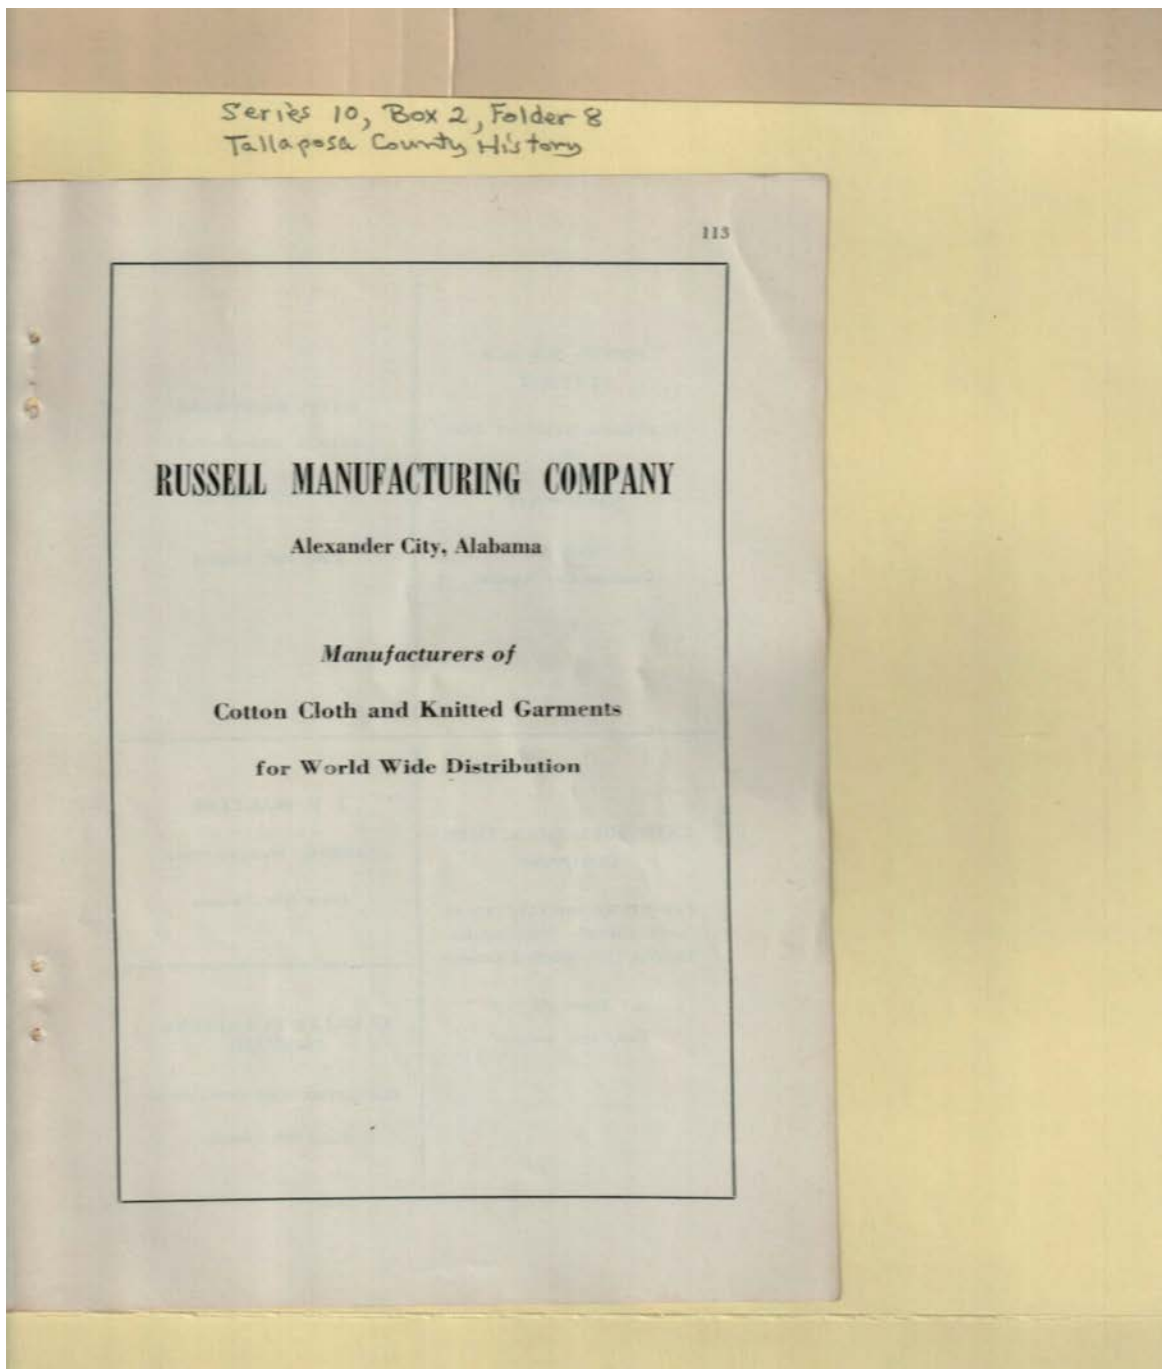 Series 10, Box 2, Folder 8
Tallaposa County History
113
RUSSELL MANUFACTURING COMPANY
Alexander City, Alabama
Manufacturers of
Cotton Cloth and Knitted Garments
for World Wide Distribution